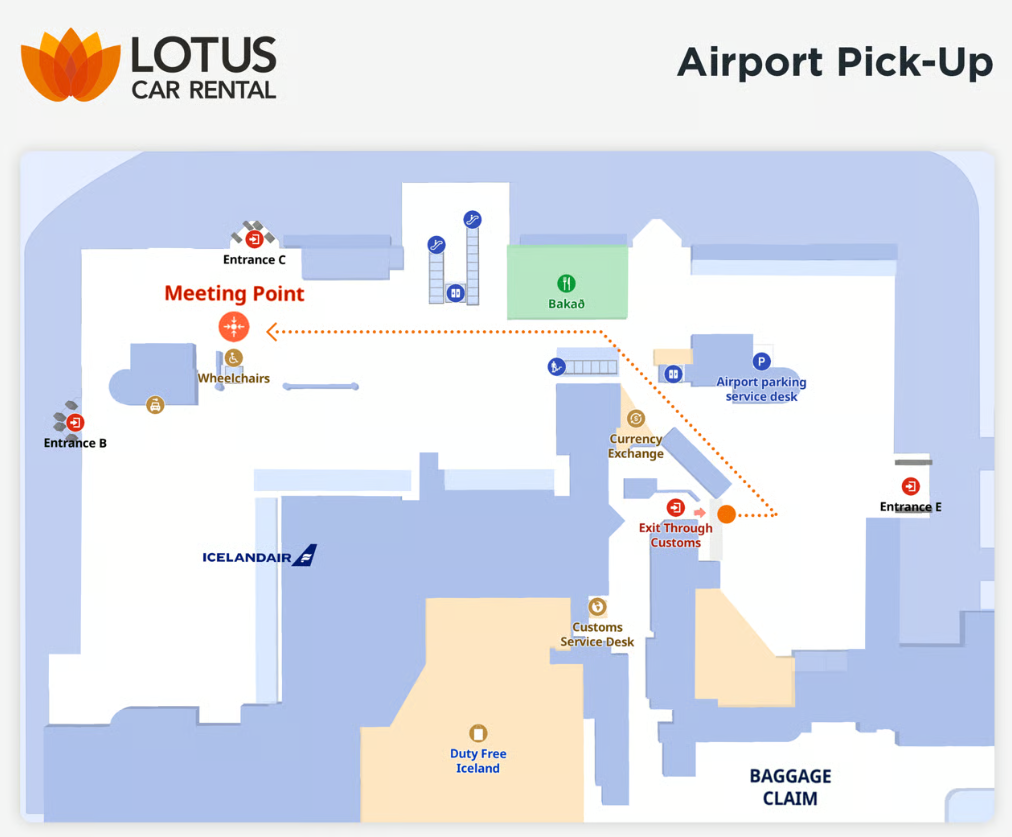 LOTUS
CAR RENTAL
Airport Pick-Up
Entrance C
Meeting Point
Bakað
Wheelchairs
Airport parking
service desk
P
Entrance B
Currency
Exchange
Entrance E
Exit Through
Customs
ICELANDAIR
Customs
Service Desk
Duty Free
Iceland
BAGGAGE
CLAIM